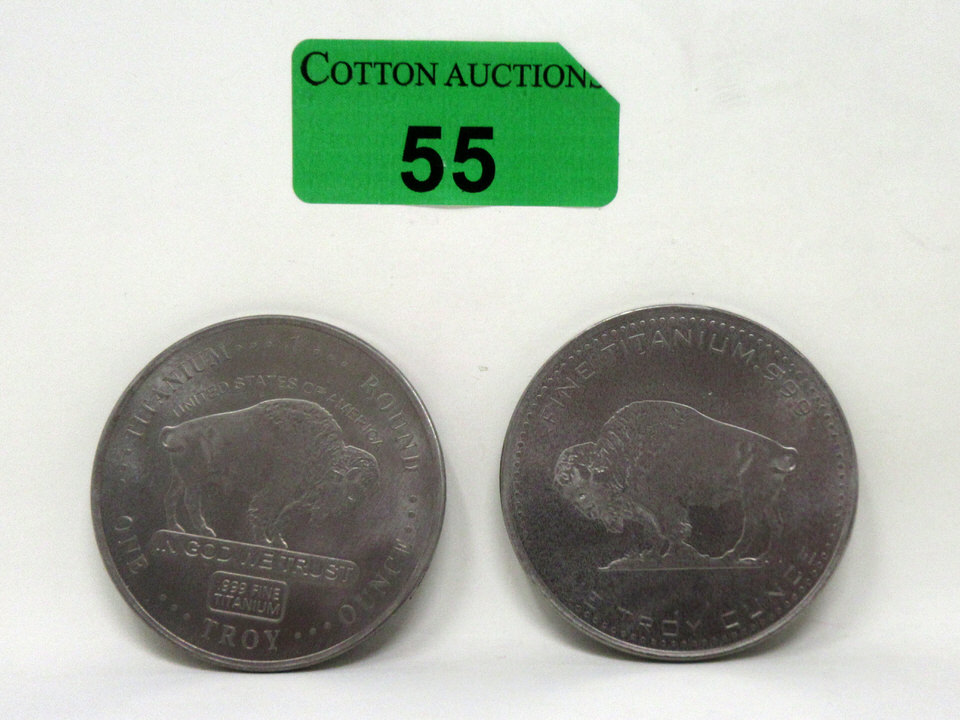 COTTON AUCTIONS
55
TITANIUM ... 1 ... ROUND
UNITED STATES OF AMERICA
IN GOD WE TRUST
.999 FINE
TITANIUM
ONE ... TROY ... OUNCE
FINE TITANIUM .999
TROY OUNCE